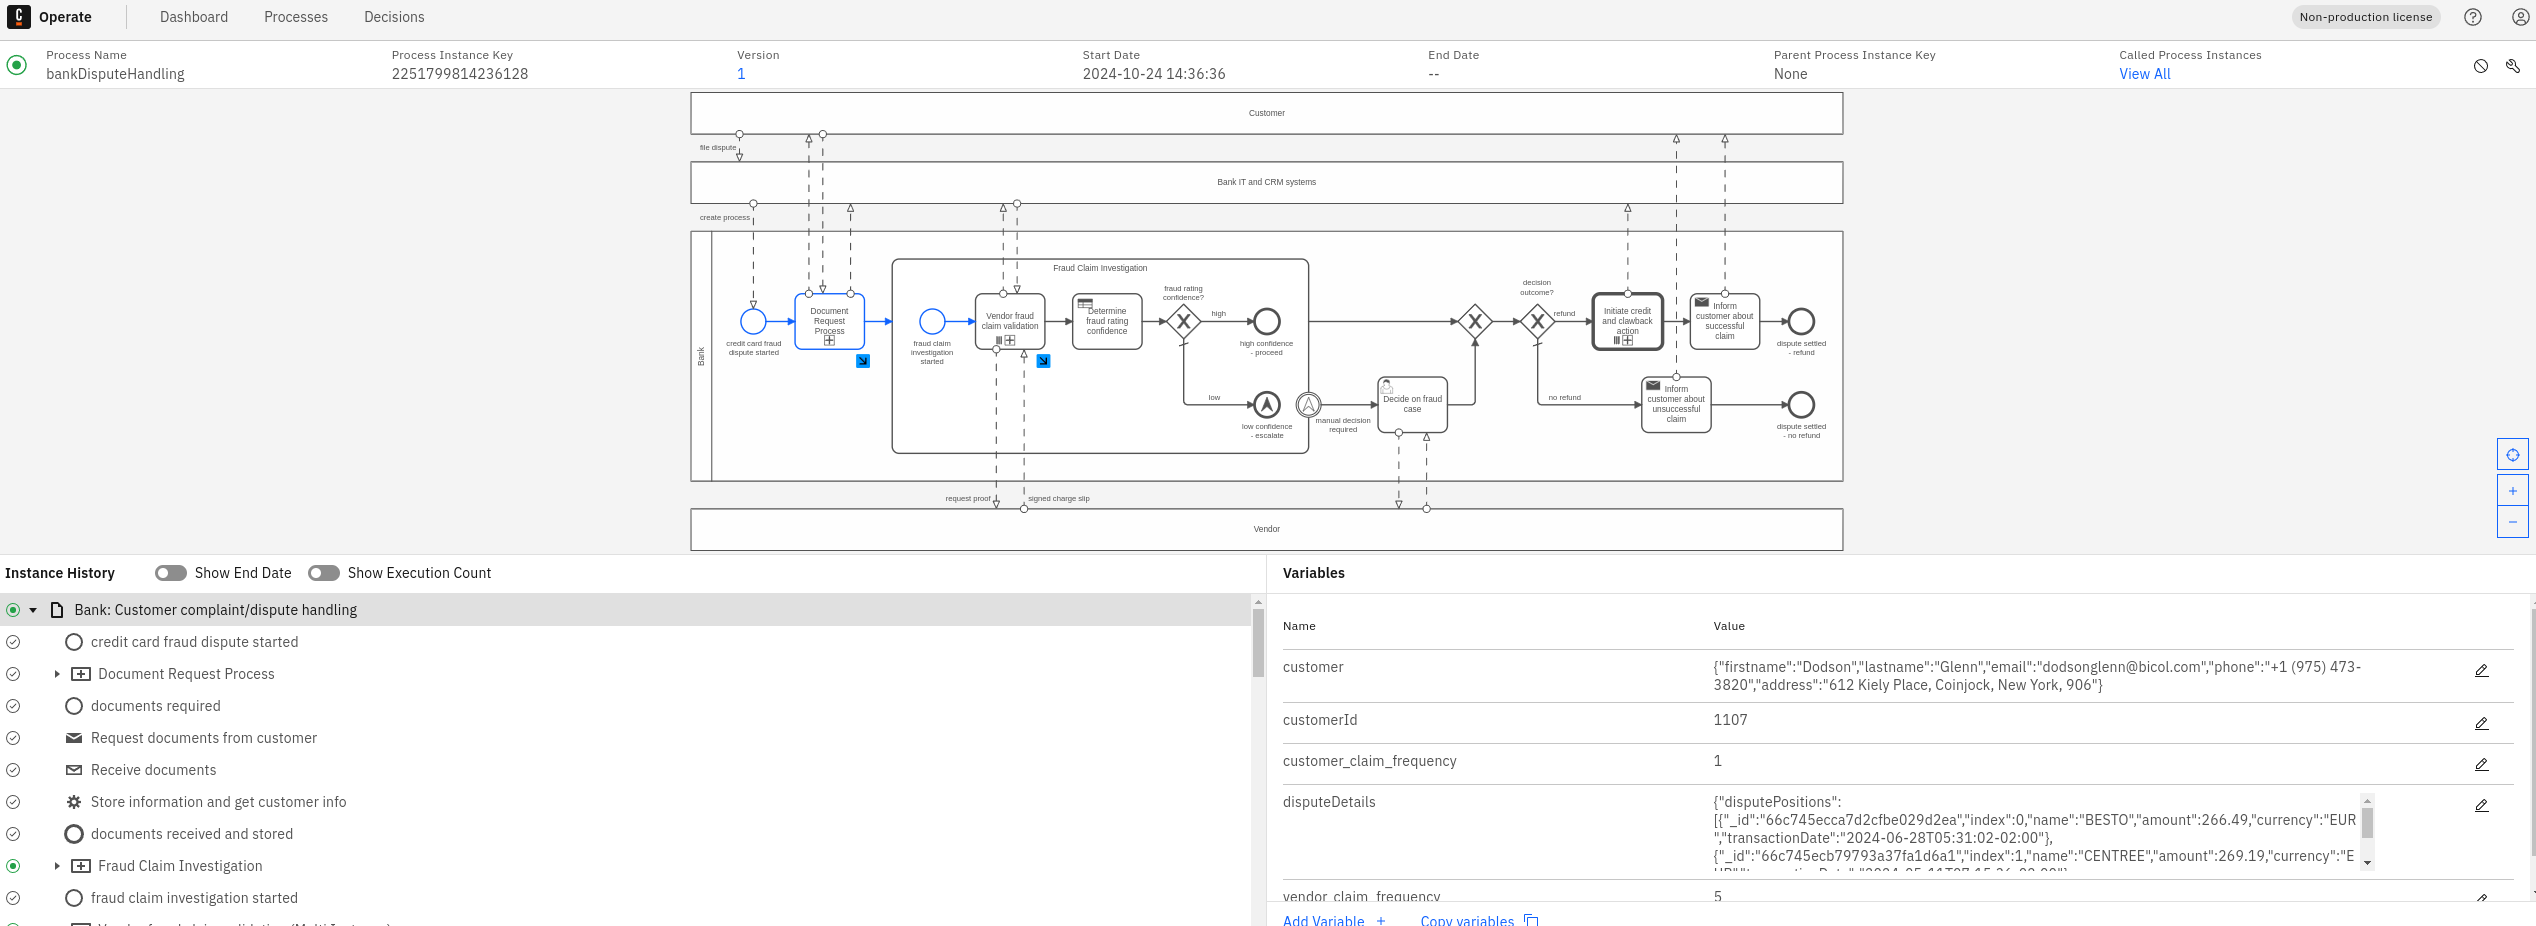 Operate
Dashboard
Processes
Decisions
Non-production license
Process Name
bankDisputeHandling
Process Instance Key
2251799814236128
Version
1
Start Date
2024-10-24 14:36:36
End Date
--
Parent Process Instance Key
None
Called Process Instances
View All
Customer
file dispute
Bank IT and CRM systems
create process
Bank
credit card fraud
dispute started
Document
Request
Process
Fraud Claim Investigation
fraud claim
investigation
started
Vendor fraud
claim validation
Determine
fraud rating
confidence
fraud rating
confidence?
high
high confidence
- proceed
low
low confidence
- escalate
manual decision
required
Decide on fraud
case
decision
outcome?
refund
no refund
Initiate credit
and clawback
action
Inform
customer about
successful
claim
dispute settled
- refund
Inform
customer about
unsuccessful
claim
dispute settled
- no refund
request proof
signed charge slip
Vendor
Instance History
Show End Date
Show Execution Count
Bank: Customer complaint/dispute handling
credit card fraud dispute started
Document Request Process
documents required
Request documents from customer
Receive documents
Store information and get customer info
documents received and stored
Fraud Claim Investigation
fraud claim investigation started
Variables
Name
Value
customer
{"firstname":"Dodson","lastname":"Glenn","email":"dodsonglenn@bicol.com","phone":"+1 (975) 473-
3820","address":"612 Kiely Place, Coinjock, New York, 906"}
customerId
1107
customer_claim_frequency
1
disputeDetails
{"disputePositions":
[{"_id":"66c745ecca7d2cfbe029d2ea","index":0,"name":"BESTO","amount":266.49,"currency":"EUR
","transactionDate":"2024-06-28T05:31:02-02:00"},
{"_id":"66c745ecb79793a37fa1d6a1","index":1,"name":"CENTREE","amount":269.19,"currency":"E
vendor_claim_frequency
5
Add Variable +
Copy variables